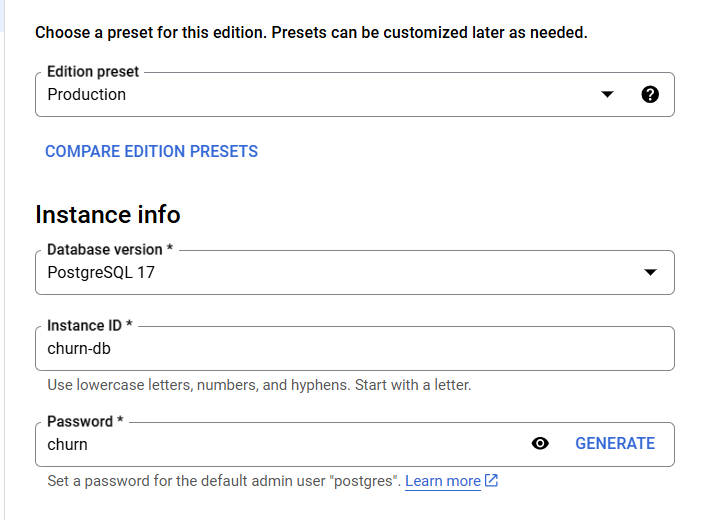 Choose a preset for this edition. Presets can be customized later as needed.
Edition preset
Production
COMPARE EDITION PRESETS
Instance info
Database version *
PostgreSQL 17
Instance ID *
churn-db
Use lowercase letters, numbers, and hyphens. Start with a letter.
Password *
churn
GENERATE
Set a password for the default admin user "postgres". Learn more